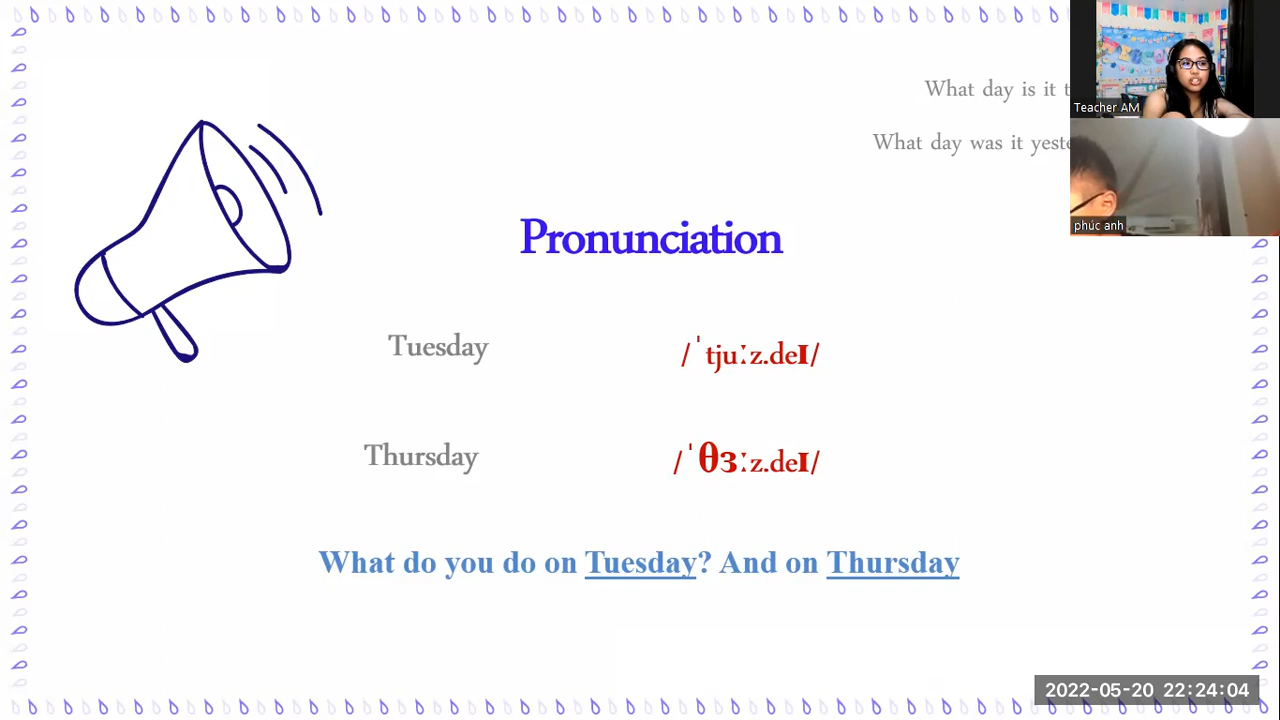 What day is it
Teacher AM
What day was it
phúc anh
Pronunciation
Tuesday /ˈtjuːz.deɪ/
Thursday /ˈθɜːz.deɪ/
What do you do on Tuesday? And on Thursday
2022-05-20 22:24:04